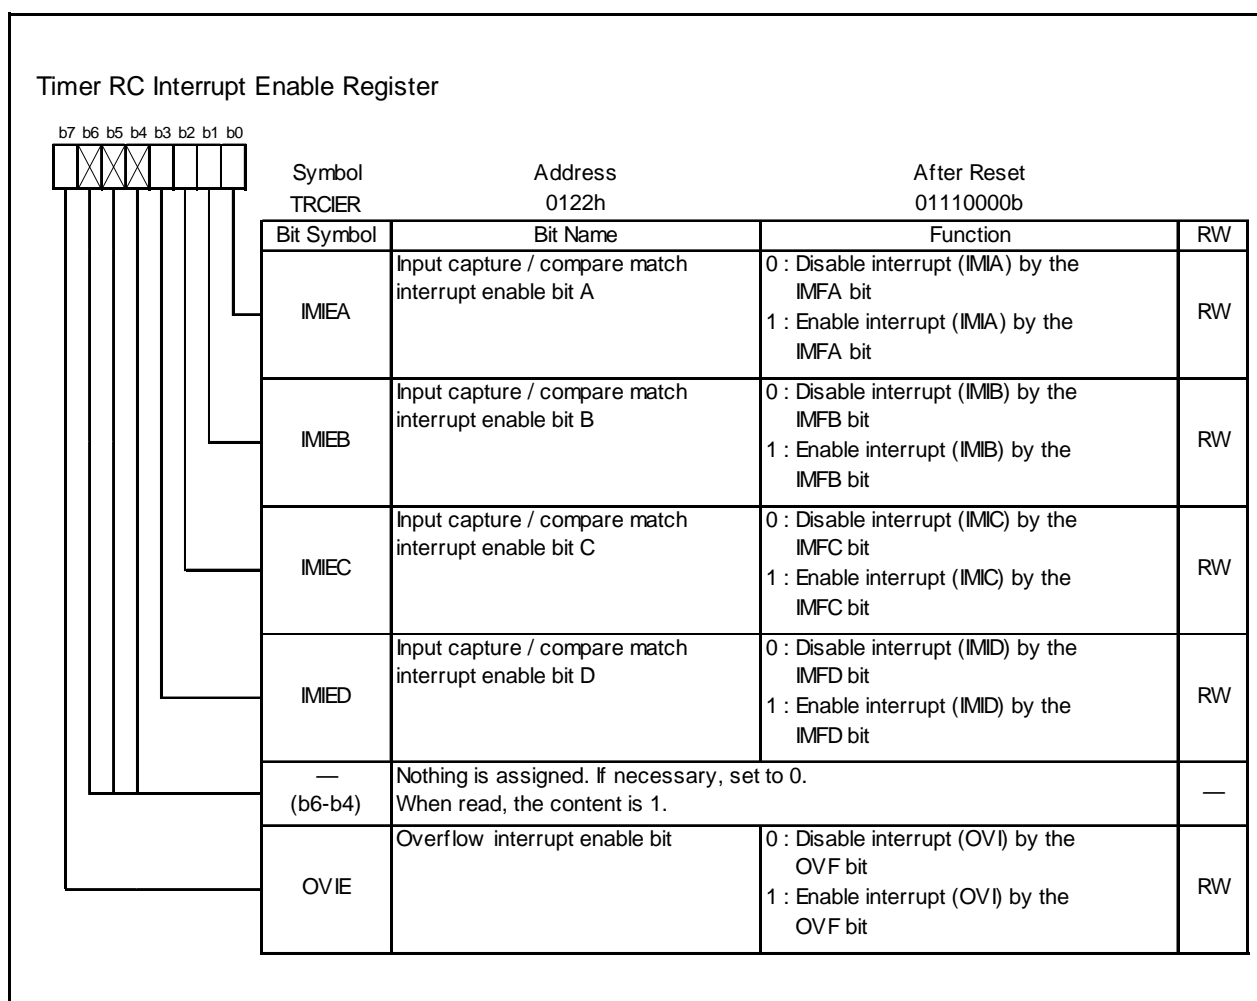 Timer RC Interrupt Enable Register
b7 b6 b5 b4 b3 b2 b1 b0
Symbol Address After Reset
TRCIER 0122h 01110000b
Bit Symbol Bit Name Function RW
IMIEA
Input capture / compare match
interrupt enable bit A
0 : Disable interrupt (IMIA) by the
IMFA bit
1 : Enable interrupt (IMIA) by the
IMFA bit
RW
IMIEB
Input capture / compare match
interrupt enable bit B
0 : Disable interrupt (IMIB) by the
IMFB bit
1 : Enable interrupt (IMIB) by the
IMFB bit
RW
IMIEC
Input capture / compare match
interrupt enable bit C
0 : Disable interrupt (IMIC) by the
IMFC bit
1 : Enable interrupt (IMIC) by the
IMFC bit
RW
IMIED
Input capture / compare match
interrupt enable bit D
0 : Disable interrupt (IMID) by the
IMFD bit
1 : Enable interrupt (IMID) by the
IMFD bit
RW
—
(b6-b4)
Nothing is assigned. If necessary, set to 0.
When read, the content is 1.
—
OVIE
Overflow interrupt enable bit
0 : Disable interrupt (OVI) by the
OVF bit
1 : Enable interrupt (OVI) by the
OVF bit
RW